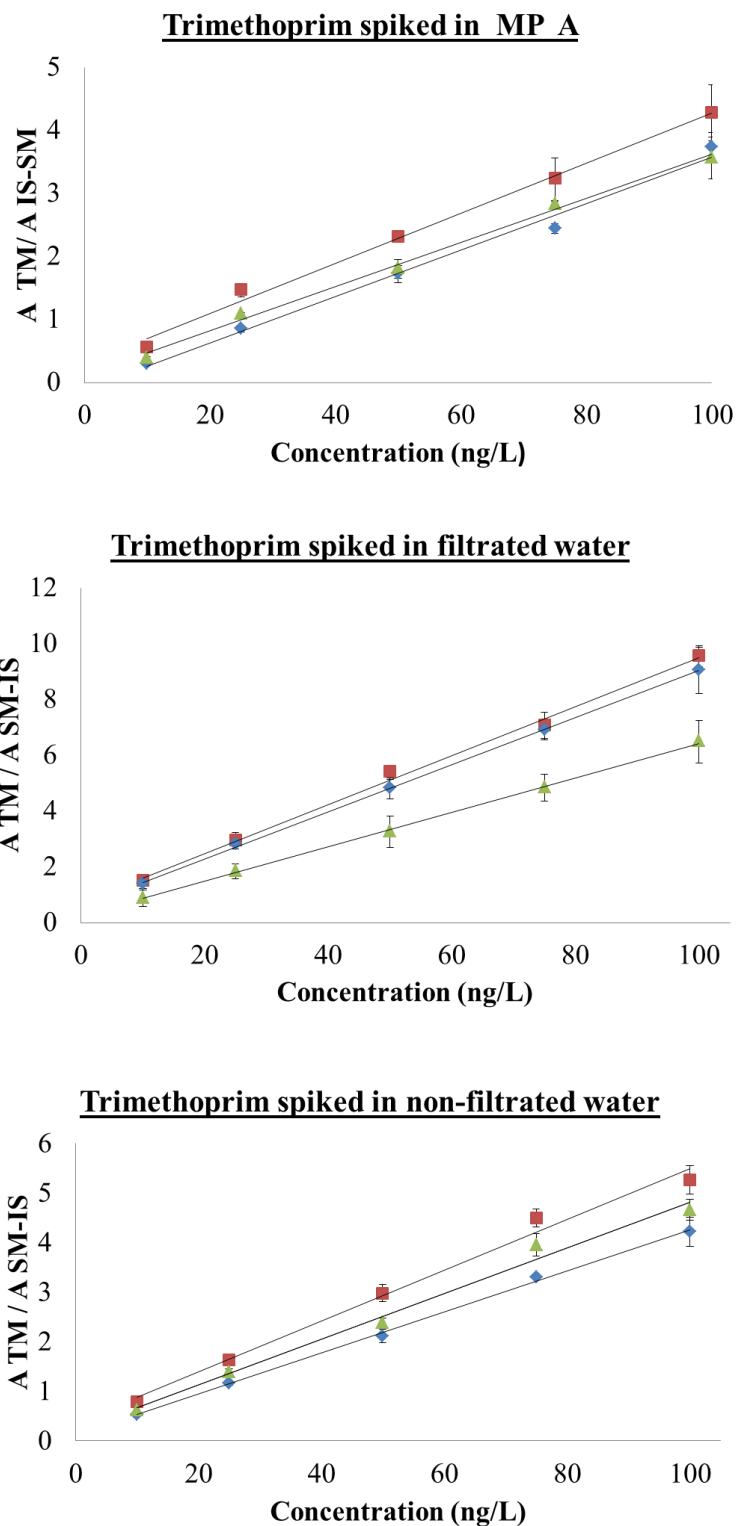 Trimethoprim spiked in MP A
5
4
3
2
1
0
A TM/ A IS-SM
0 20 40 60 80 100
Concentration (ng/L)
Trimethoprim spiked in filtrated water
12
10
8
6
4
2
0
A TM / A SM-IS
0 20 40 60 80 100
Concentration (ng/L)
Trimethoprim spiked in non-filtrated water
6
5
4
3
2
1
0
A TM / A SM-IS
0 20 40 60 80 100
Concentration (ng/L)